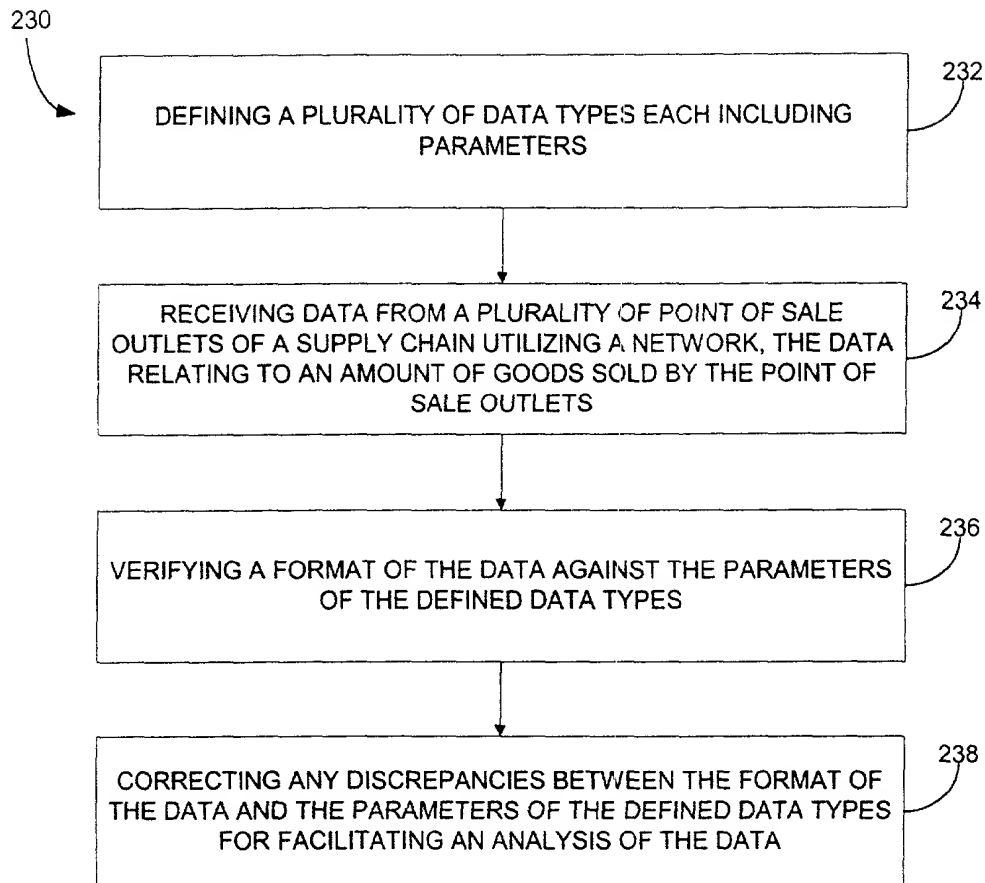 230
232
DEFINING A PLURALITY OF DATA TYPES EACH INCLUDING
PARAMETERS
234
RECEIVING DATA FROM A PLURALITY OF POINT OF SALE
OUTLETS OF A SUPPLY CHAIN UTILIZING A NETWORK, THE DATA
RELATING TO AN AMOUNT OF GOODS SOLD BY THE POINT OF
SALE OUTLETS
236
VERIFYING A FORMAT OF THE DATA AGAINST THE PARAMETERS
OF THE DEFINED DATA TYPES
238
CORRECTING ANY DISCREPANCIES BETWEEN THE FORMAT OF
THE DATA AND THE PARAMETERS OF THE DEFINED DATA TYPES
FOR FACILITATING AN ANALYSIS OF THE DATA